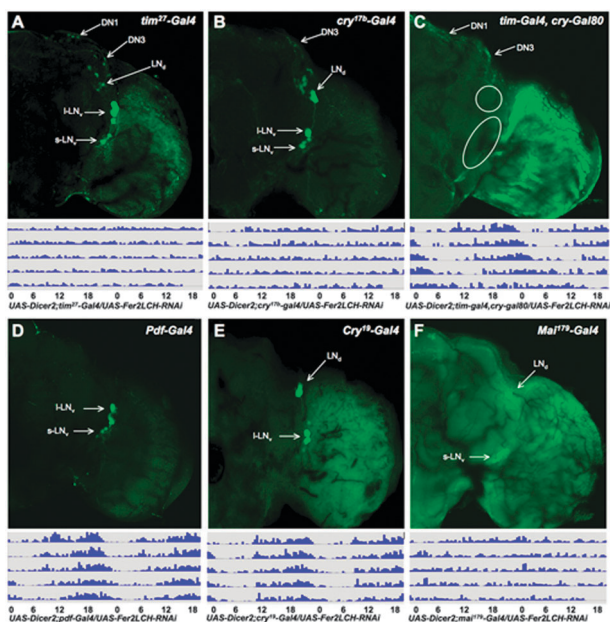 A tim27-Gal4
DN1
DN3
LNd
l-LNv
s-LNv
B cry17b-Gal4
DN3
LNd
l-LNv
s-LNv
C tim-Gal4, cry-Gal80
DN1
DN3
0 6 12 18 0 6 12 18 0 6 12 18 0 6 12 18 0 6 12 18 0 6 12 18
UAS-Dicer2;tim27-Gal4/UAS-Fer2LCH-RNAi
UAS-Dicer2;cry17b-gal4/UAS-Fer2LCH-RNAi
UAS-Dicer2;tim-gal4,cry-gal80/UAS-Fer2LCH-RNAi
D Pdf-Gal4
l-LNv
s-LNv
E Cry19-Gal4
LNd
l-LNv
F Mai179-Gal4
LNd
s-LNv
0 6 12 18 0 6 12 18 0 6 12 18 0 6 12 18 0 6 12 18 0 6 12 18
UAS-Dicer2;pdf-Gal4/UAS-Fer2LCH-RNAi
UAS-Dicer2;cry19-Gal4/UAS-Fer2LCH-RNAi
UAS-Dicer2;mai179-Gal4/UAS-Fer2LCH-RNAi